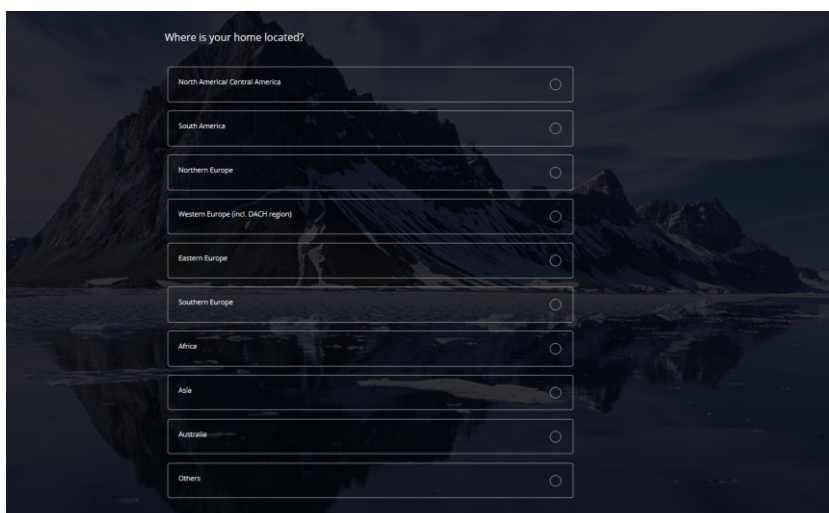 Where is your home located?
North America/ Central America
South America
Northern Europe
Western Europe (incl. DACH region)
Eastern Europe
Southern Europe
Africa
Asia
Australia
Others